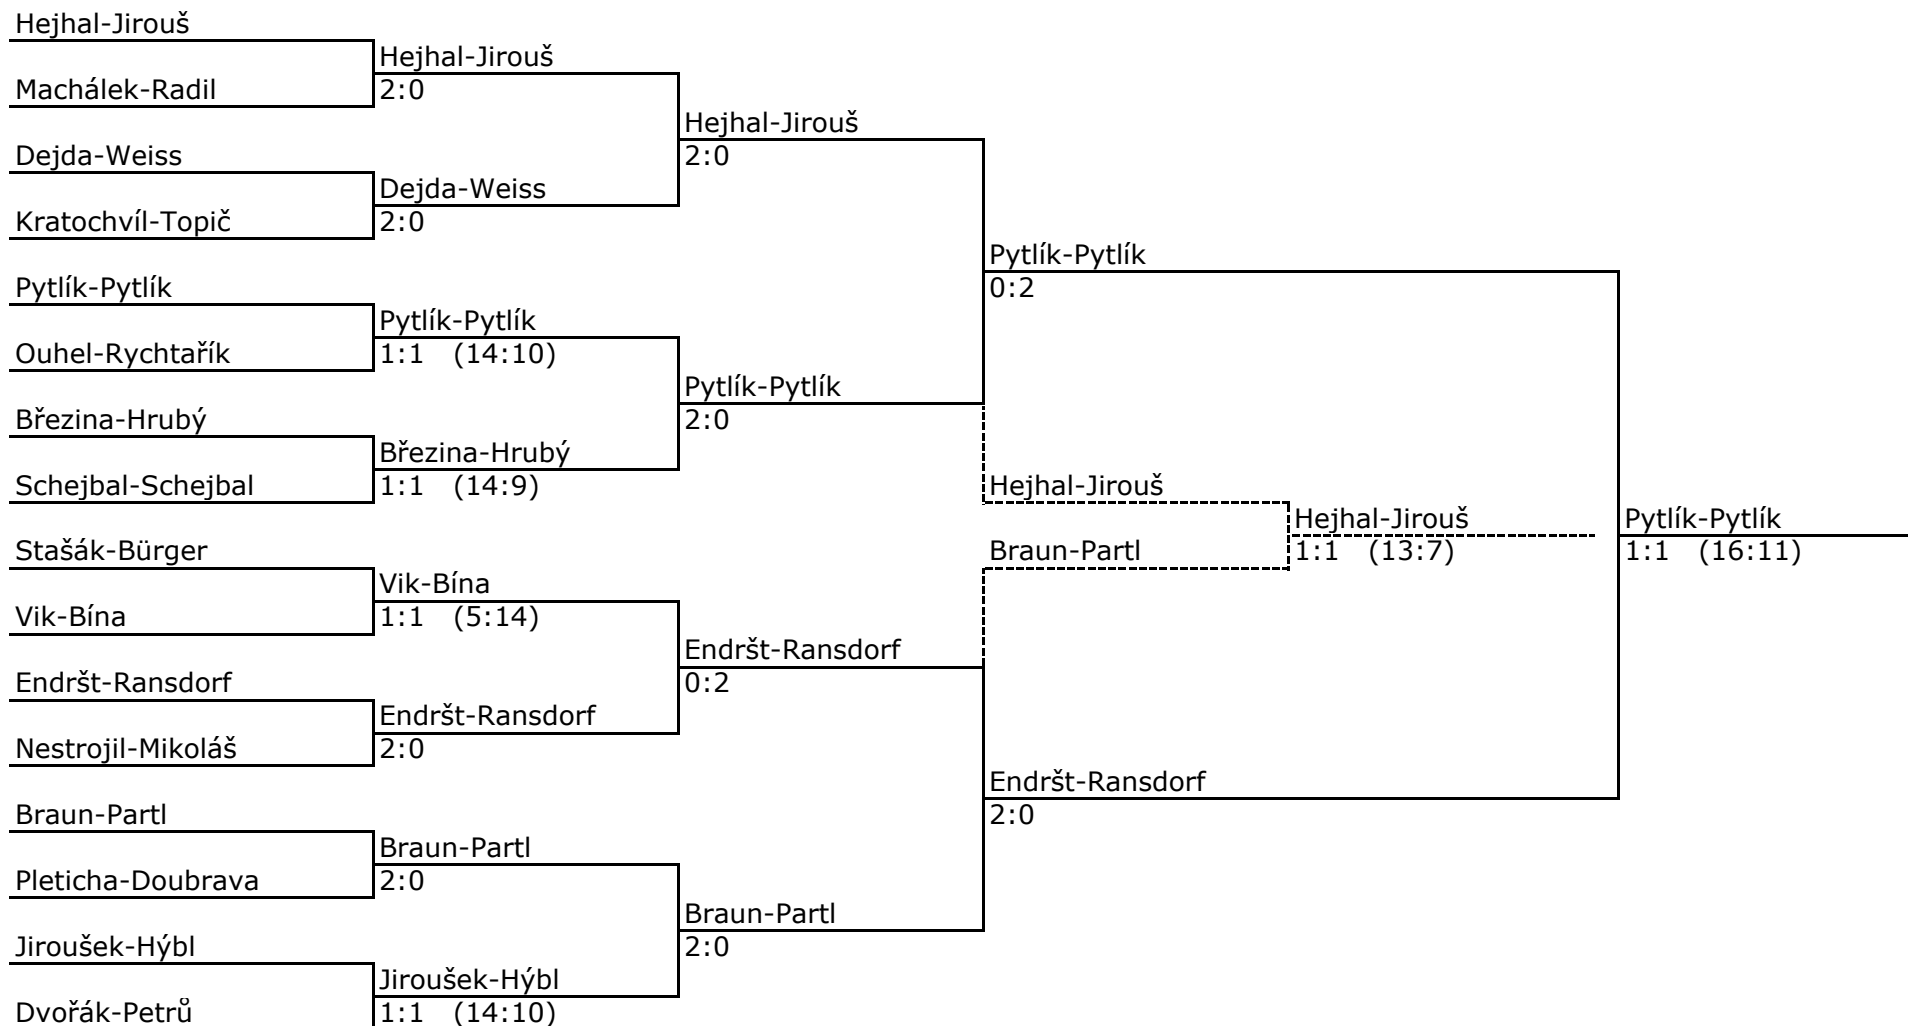 Hejhal-Jirouš
Hejhal-Jirouš
Machálek-Radil
2:0
Hejhal-Jirouš
Dejda-Weiss
2:0
Dejda-Weiss
Kratochvíl-Topič
2:0
Pytlík-Pytlík
Pytlík-Pytlík
0:2
Pytlík-Pytlík
Ouhel-Rychtařík
1:1 (14:10)
Pytlík-Pytlík
Březina-Hrubý
2:0
Březina-Hrubý
Schejbal-Schejbal
1:1 (14:9)
Hejhal-Jirouš
Hejhal-Jirouš
Pytlík-Pytlík
Stašák-Bürger
Braun-Partl
1:1 (13:7)
1:1 (16:11)
Vik-Bína
Vik-Bína
1:1 (5:14)
Endršt-Ransdorf
Endršt-Ransdorf
0:2
Endršt-Ransdorf
Nestrojil-Mikoláš
2:0
Endršt-Ransdorf
Braun-Partl
2:0
Braun-Partl
Pleticha-Doubrava
2:0
Braun-Partl
Jiroušek-Hýbl
2:0
Jiroušek-Hýbl
Dvořák-Petrů
1:1 (14:10)